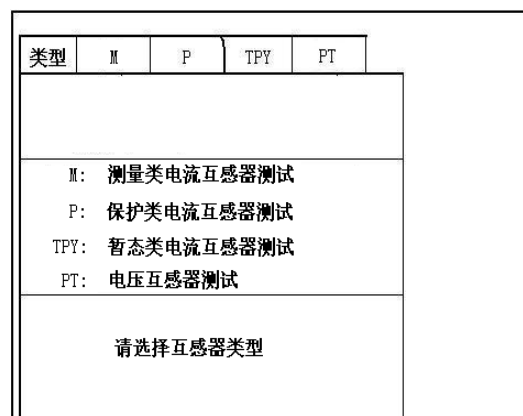 类型 M P TPY PT
M: 测量类电流互感器测试
P: 保护类电流互感器测试
TPY: 暂态类电流互感器测试
PT: 电压互感器测试
请选择互感器类型